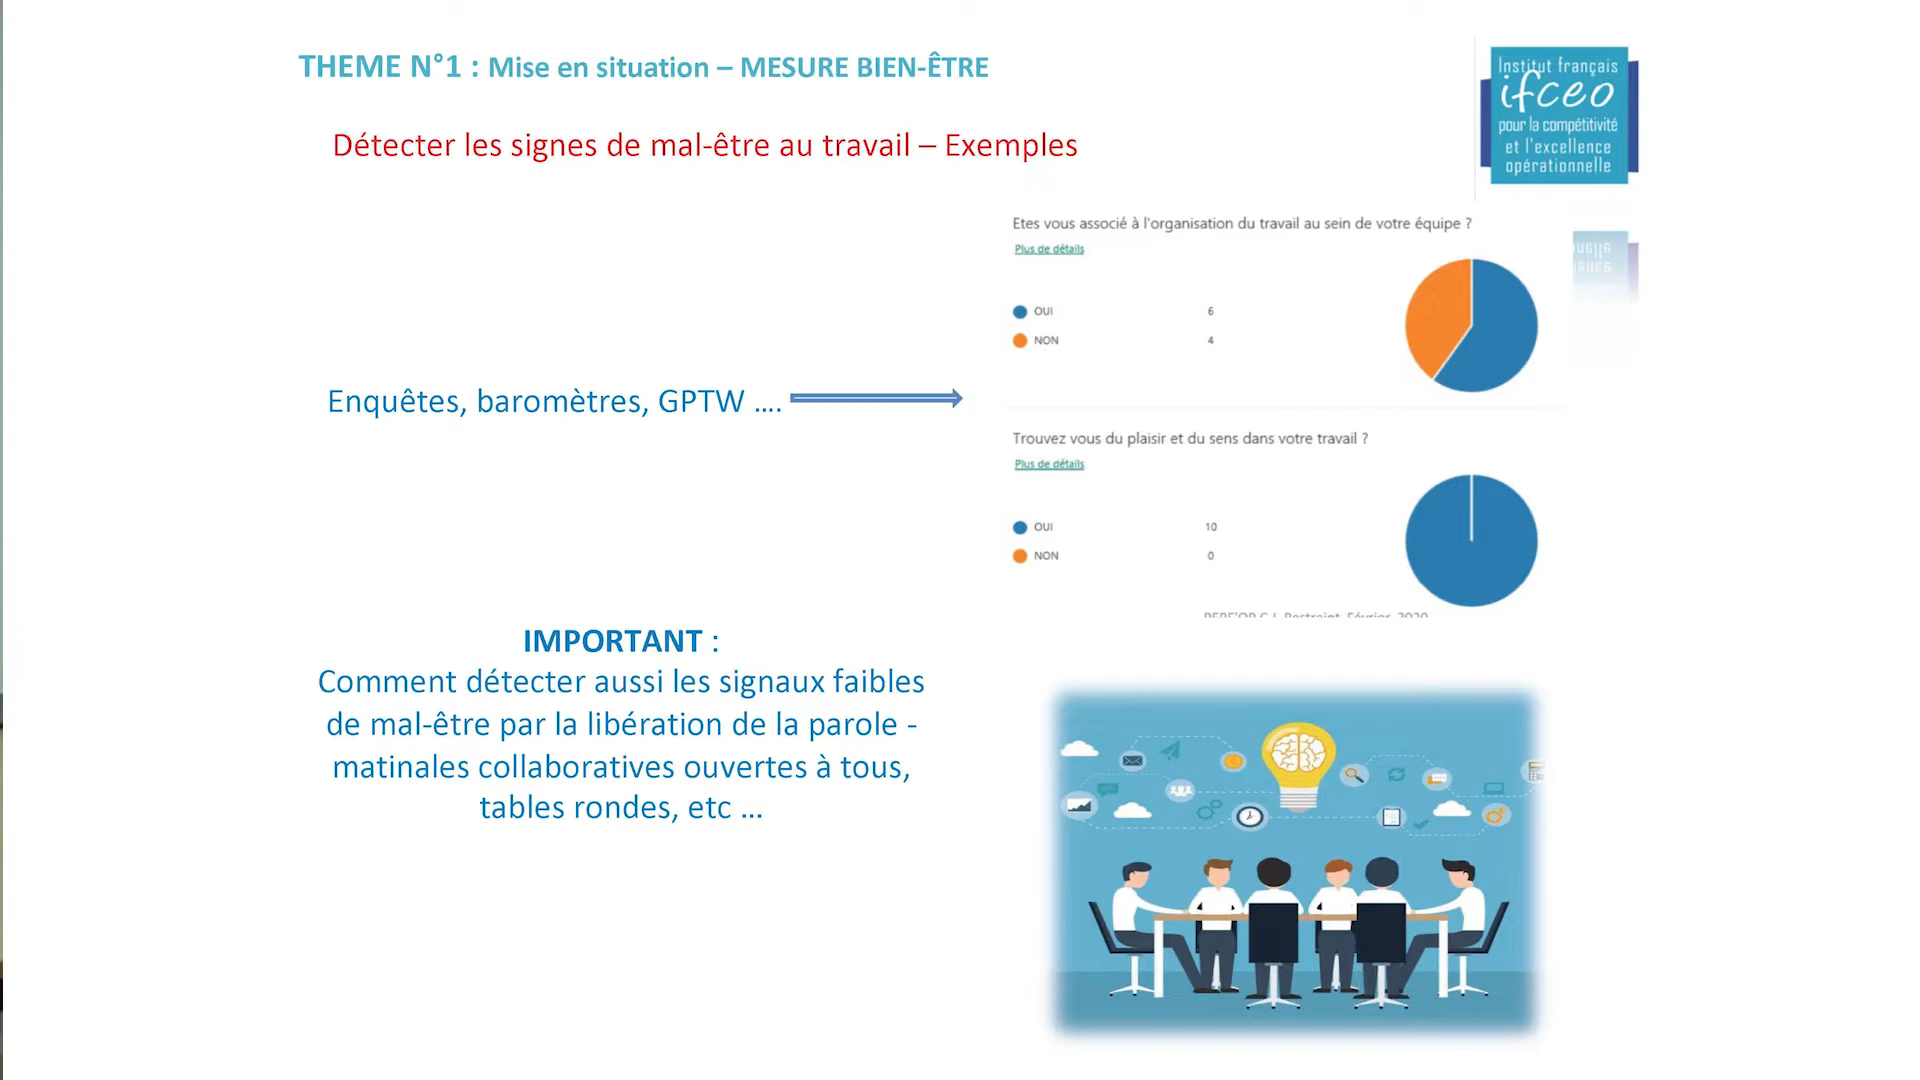 THEME N°1 : Mise en situation – MESURE BIEN-ÊTRE
Détecter les signes de mal-être au travail – Exemples
Institut français
ifceo
pour la compétitivité
et l'excellence
opérationnelle
Etes vous associé à l'organisation du travail au sein de votre équipe ?
Plus de détails
OUI 6
NON 4
Enquêtes, baromètres, GPTW ....
Trouvez vous du plaisir et du sens dans votre travail ?
Plus de détails
OUI 10
NON 0
IMPORTANT :
Comment détecter aussi les signaux faibles
de mal-être par la libération de la parole -
matinales collaboratives ouvertes à tous,
tables rondes, etc ...